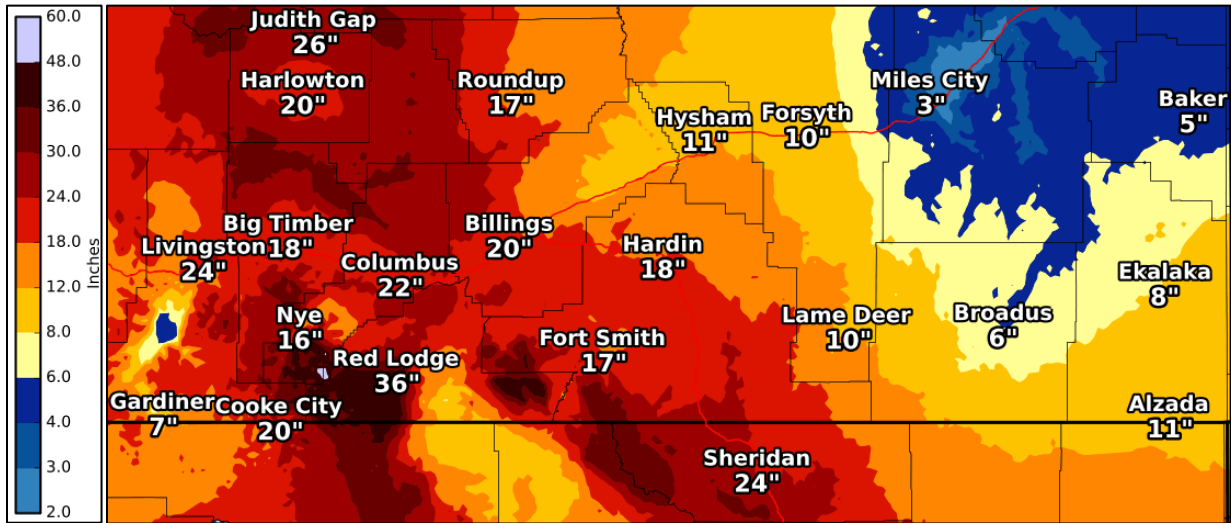 60.0
48.0
36.0
30.0
24.0
18.0
12.0
8.0
6.0
4.0
3.0
2.0
Inches
Judith Gap
26"
Harlowton
20"
Roundup
17"
Miles City
3"
Baker
5"
Hysham
11"
Forsyth
10"
Big Timber
18"
Livingston
24"
Billings
20"
Columbus
22"
Hardin
18"
Ekalaka
8"
Nye
16"
Lame Deer
10"
Broadus
6"
Fort Smith
17"
Red Lodge
36"
Gardiner
7"
Cooke City
20"
Alzada
11"
Sheridan
24"